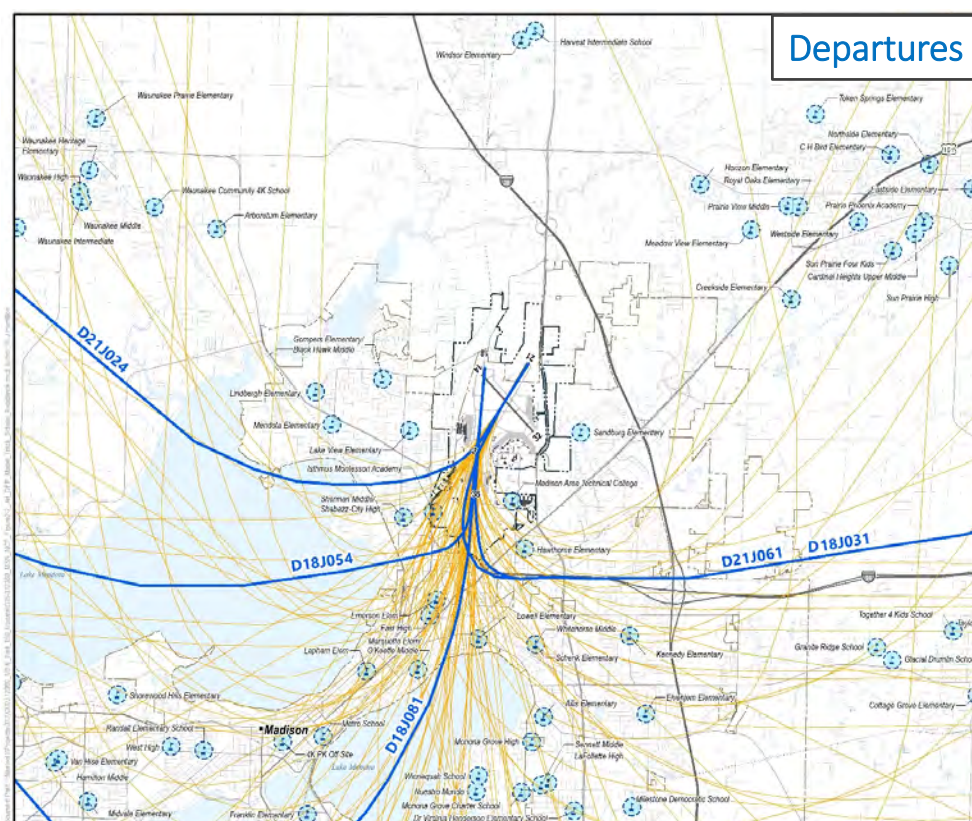 Departures
Harvest Intermediate School
Windsor Elementary
Waunakee Prairie Elementary
Token Springs Elementary
Northside Elementary
C H Bird Elementary
Waunakee Heritage
Elementary
Horizon Elementary
Royal Oaks Elementary
Waunakee High
Waunakee Community 4K School
Eastside Elementary
Prairie View Middle
Prairie Phoenix Academy
Waunakee Middle
Arboretum Elementary
Westside Elementary
Waunakee Intermediate
Meadow View Elementary
Sun Prairie Four Kids
Cardinal Heights Upper Middle
Creekside Elementary
Sun Prairie High
D21J024
Gompers Elementary
Black Hawk Middle
18
21
Lindbergh Elementary
Mendota Elementary
Sandburg Elementary
32
Lake View Elementary
Isthmus Montessori Academy
Madison Area Technical College
Sherman Middle
Shabazz-City High
Hawthorne Elementary
D18J054
D21J061
D18J031
Lake Mendota
Emerson Elem
East High
Lowell Elementary
Whitehorse Middle
Together 4 Kids School
Marquette Elem
O'Keeffe Middle
Lapham Elem
Schenk Elementary
Kennedy Elementary
Granite Ridge School
Glacial Drumlin Scho
Shorewood Hills Elementary
Elvehjem Elementary
Cottage Grove Elementary
Allis Elementary
D18J081
Randall Elementary School
Madison
Metro School
West High
4K PK Off Site
Monona Grove High
Sennett Middle
LaFollette High
Van Hise Elementary
Hamilton Middle
Lake Monona
Winnequah School
Nuestro Mundo
Monona Grove Charter School
Milestone Democratic School
Midvale Elementary
Franklin Elementary
Dr Virginia Henderson Elementary School